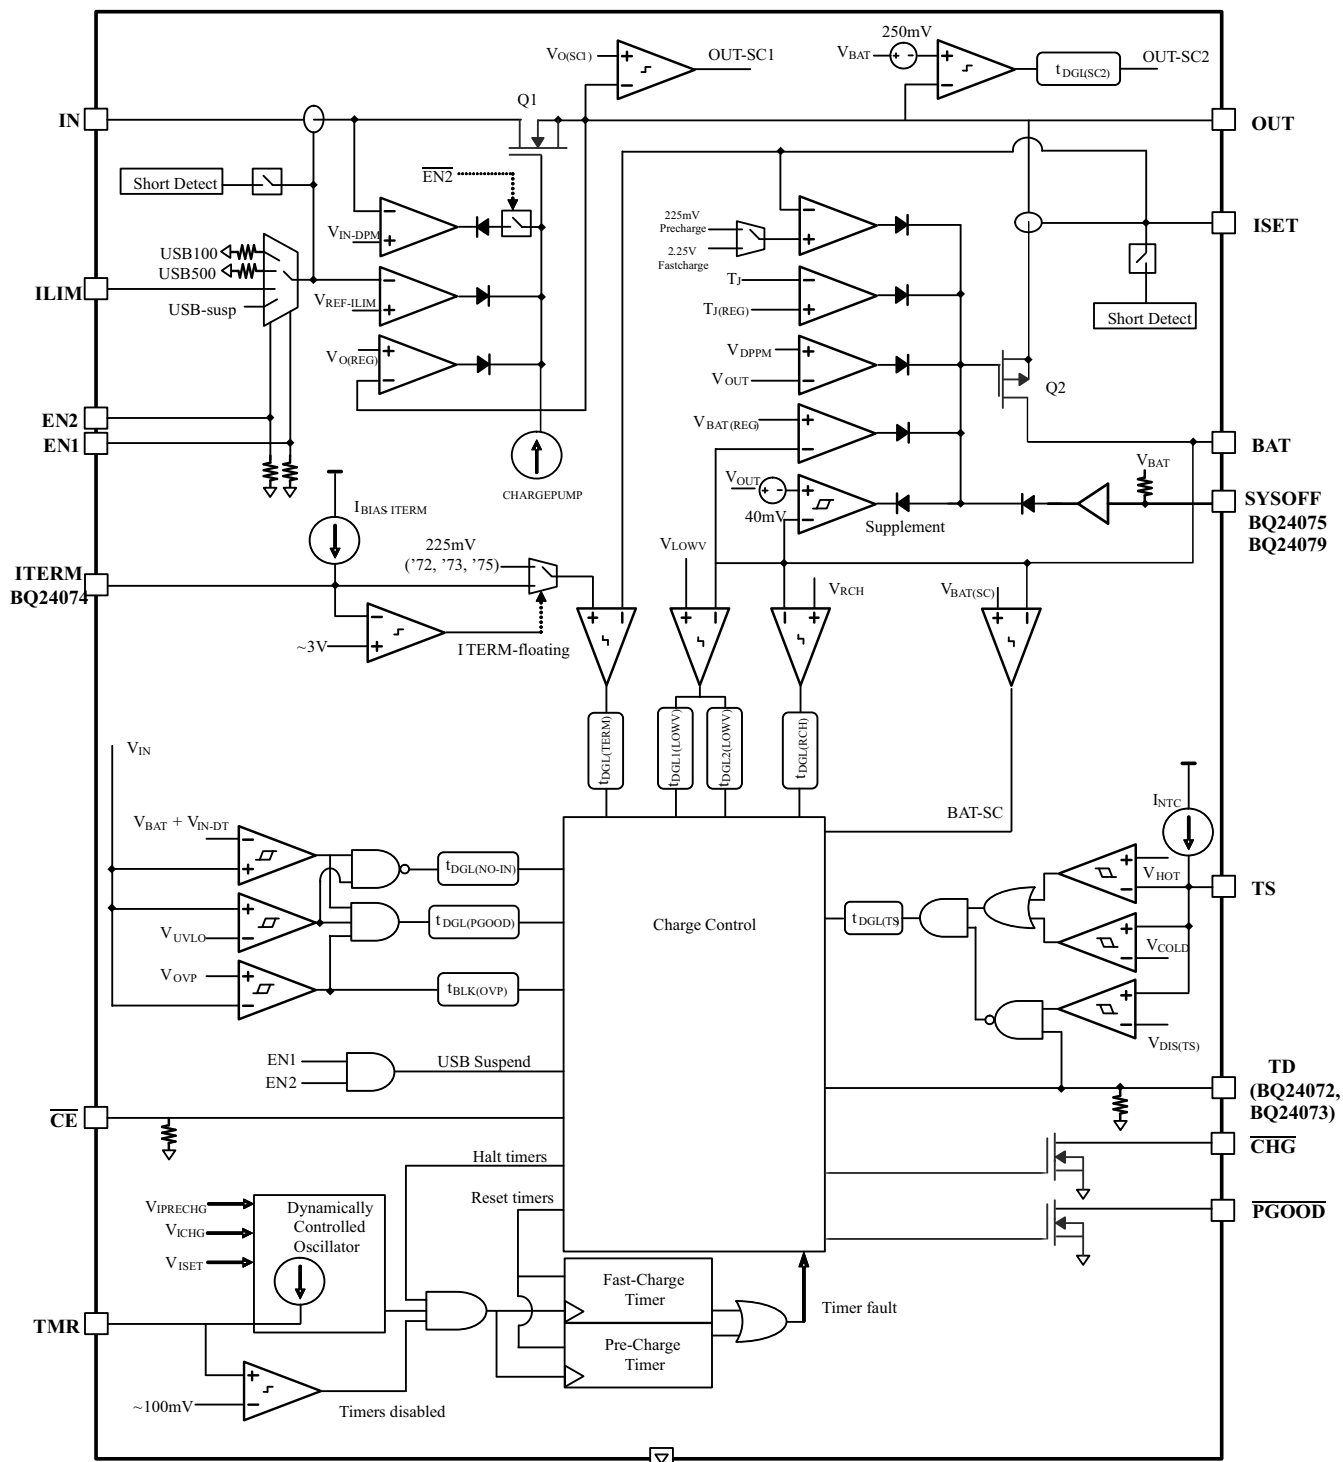 250mV
VO(SC1)
OUT-SC1
VBAT
tDGL(SC2)
OUT-SC2
Q1
IN
OUT
EN2
Short Detect
225mV
Precharge
VIN-DPM
2.25V
Fastcharge
ISET
USB100
USB500
ILIM
USB-susp
VREF-ILIM
TJ
TJ(REG)
Short Detect
VO(REG)
VDPPM
VOUT
Q2
EN2
EN1
VBAT(REG)
BAT
CHARGEPUMP
VOUT
40mV
Supplement
VBAT
SYSOFF
BQ24075
BQ24079
IBIAS ITERM
225mV
('72, '73, '75)
VLOWV
ITERM
BQ24074
VRCH
VBAT(SC)
~3V
I TERM-floating
tDGL(TERM)
tDGL1(LOWV)
tDGL2(LOWV)
tDGL(RCH)
VIN
BAT-SC
INTC
VBAT + VIN-DT
tDGL(NO-IN)
VHOT
TS
tDGL(PGOOD)
Charge Control
tDGL(TS)
VUVLO
VCOLD
VOVP
tBLK(OVP)
VDIS(TS)
EN1
EN2
USB Suspend
TD
(BQ24072,
BQ24073)
CE
CHG
Halt timers
Reset timers
PGOOD
VIPRECHG
VICHG
VISET
Dynamically
Controlled
Oscillator
Fast-Charge
Timer
Timer fault
TMR
Pre-Charge
Timer
~100mV
Timers disabled